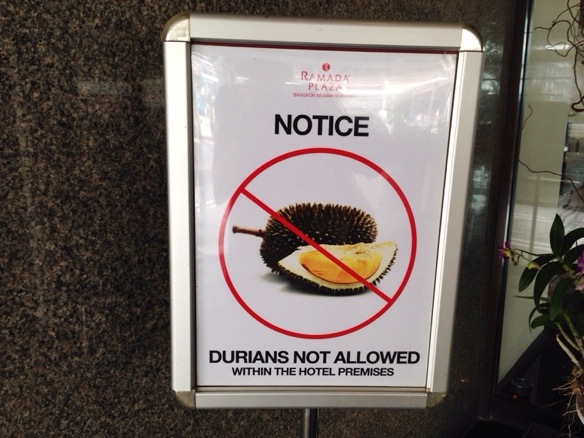 RAMADA
PLAZA
NOTICE
DURIANS NOT ALLOWED
WITHIN THE HOTEL PREMISES